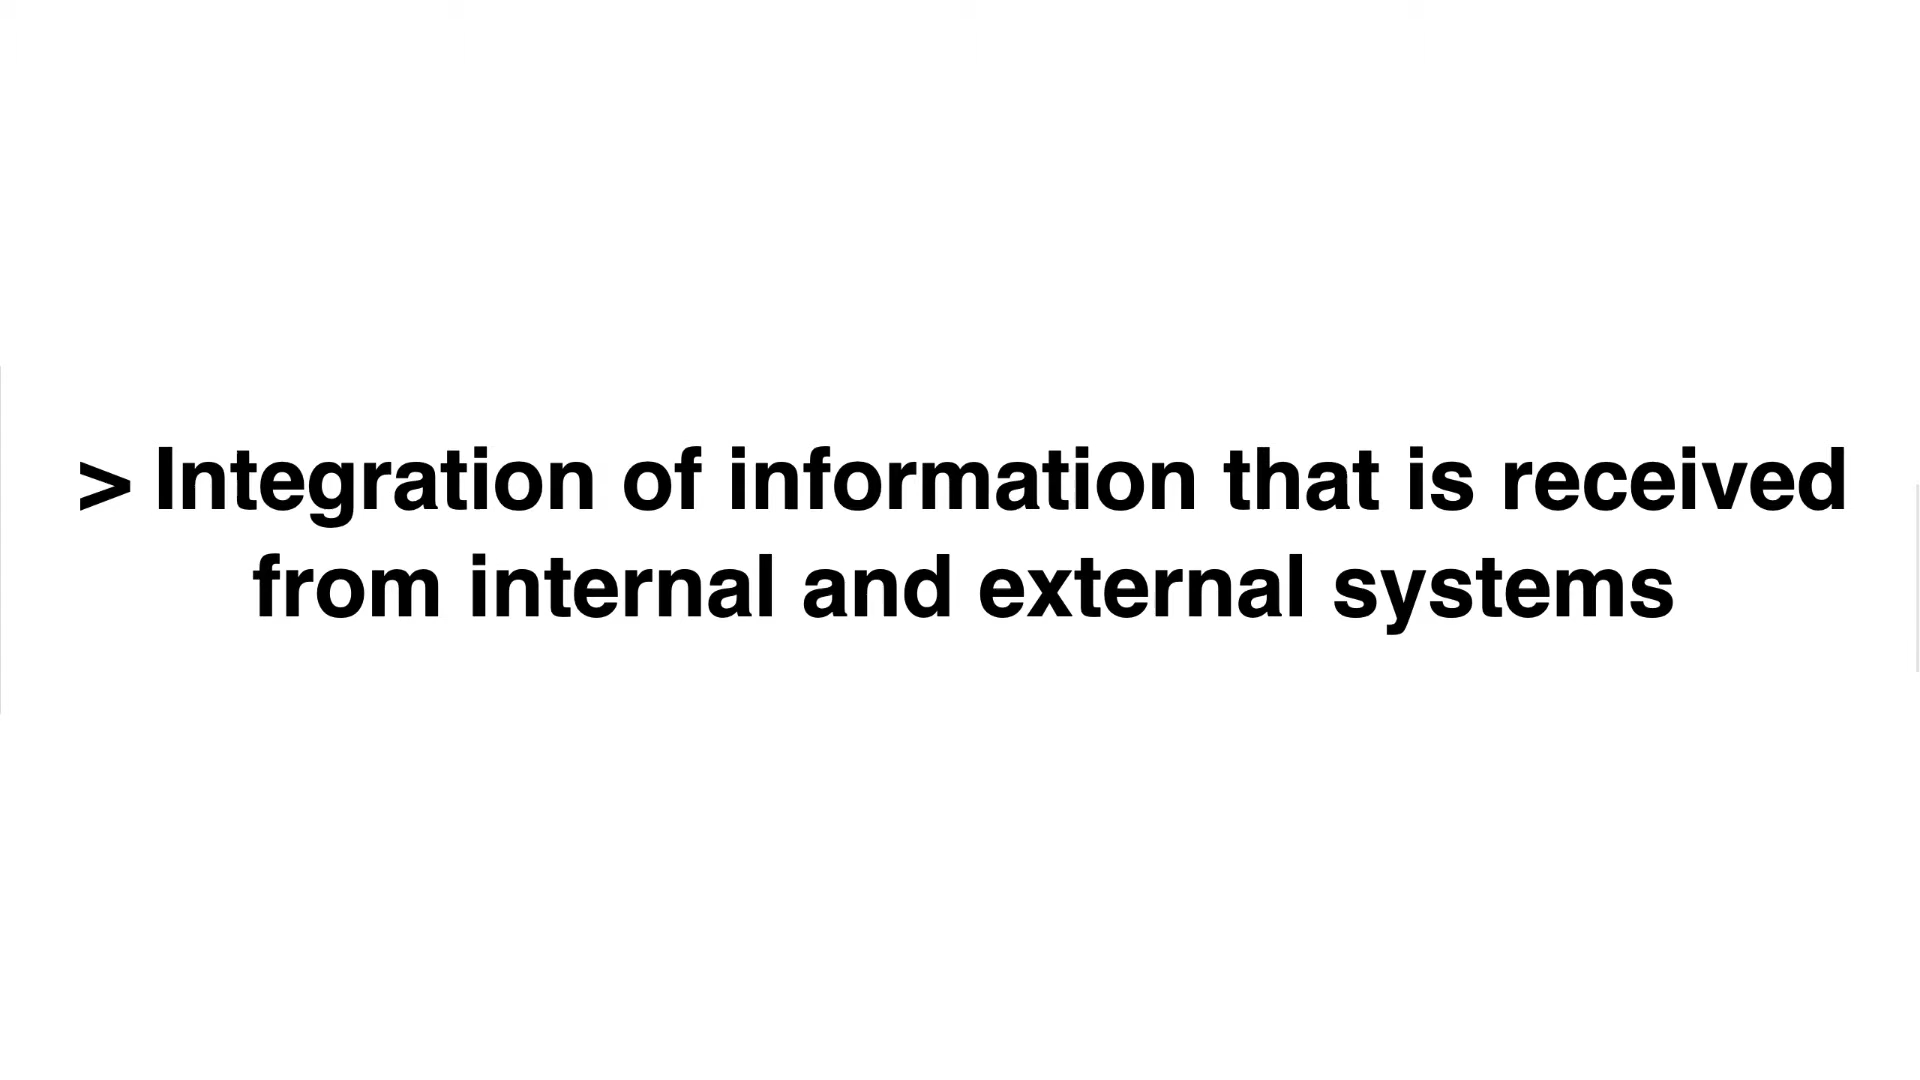 > Integration of information that is received
from internal and external systems